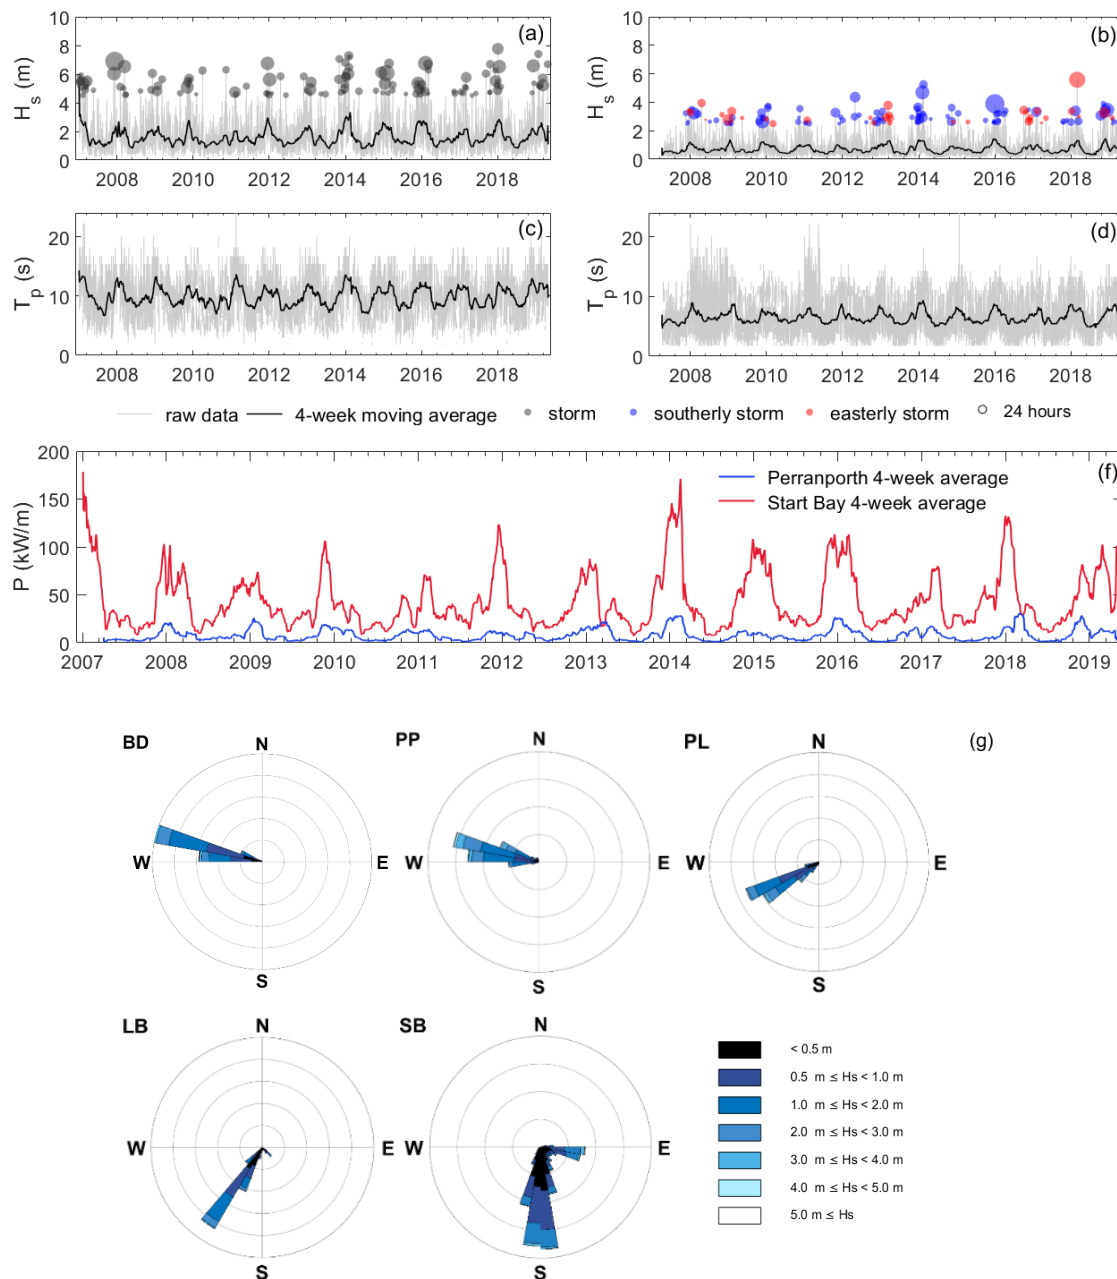 (a)
H_s (m)
10
8
6
4
2
0
2008 2010 2012 2014 2016 2018
(b)
H_s (m)
10
8
6
4
2
0
2008 2010 2012 2014 2016 2018
(c)
T_p (s)
20
10
0
2008 2010 2012 2014 2016 2018
(d)
T_p (s)
20
10
0
2008 2010 2012 2014 2016 2018
raw data 4-week moving average storm southerly storm easterly storm 24 hours
(f)
P (kW/m)
200
150
100
50
0
Perranporth 4-week average
Start Bay 4-week average
2007 2008 2009 2010 2011 2012 2013 2014 2015 2016 2017 2018 2019
(g)
BD
N
W E
S
PP
N
W E
S
PL
N
W E
S
LB
N
W E
S
SB
N
W E
S
< 0.5 m
0.5 m ≤ Hs < 1.0 m
1.0 m ≤ Hs < 2.0 m
2.0 m ≤ Hs < 3.0 m
3.0 m ≤ Hs < 4.0 m
4.0 m ≤ Hs < 5.0 m
5.0 m ≤ Hs